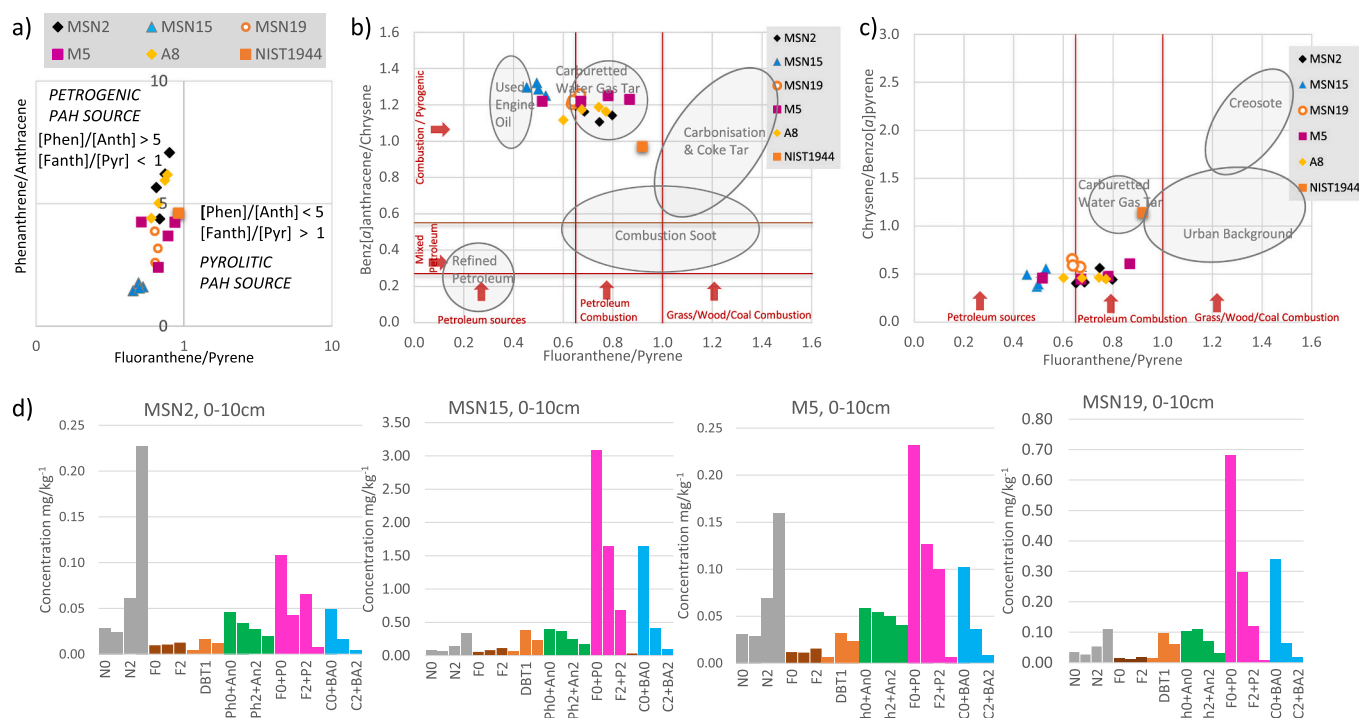 a)
MSN2
MSN15
MSN19
M5
A8
NIST1944
Phenanthrene/Anthracene
10
5
0
PETROGENIC
PAH SOURCE
[Phen]/[Anth] > 5
[Fanth]/[Pyr] < 1
[Phen]/[Anth] < 5
[Fanth]/[Pyr] > 1
PYROLITIC
PAH SOURCE
0
1
10
Fluoranthene/Pyrene
b)
Benz[a]anthracene/Chrysene
1.6
1.4
1.2
1.0
0.8
0.6
0.4
0.2
0.0
Combustion / Pyrogenic
Mixed
Petroleum
Used
Engine
Oil
Carburetted
Water Gas Tar
Carbonisation
& Coke Tar
Combustion Soot
Refined
Petroleum
Petroleum sources
Petroleum
Combustion
Grass/Wood/Coal Combustion
0.0
0.2
0.4
0.6
0.8
1.0
1.2
1.4
1.6
Fluoranthene/Pyrene
MSN2
MSN15
MSN19
M5
A8
NIST1944
c)
Chrysene/Benzo[a]pyrene
3.0
2.5
2.0
1.5
1.0
0.5
0.0
Creosote
Carburetted
Water Gas Tar
Urban Background
Petroleum sources
Petroleum Combustion
Grass/Wood/Coal Combustion
0.0
0.2
0.4
0.6
0.8
1.0
1.2
1.4
1.6
Fluoranthene/Pyrene
MSN2
MSN15
MSN19
M5
A8
NIST1944
d)
MSN2, 0-10cm
Concentration mg/kg-1
0.25
0.20
0.15
0.10
0.05
0.00
N0
N2
F0
F2
DBT1
Ph0+An0
Ph2+An2
F0+P0
F2+P2
C0+BA0
C2+BA2
MSN15, 0-10cm
Concentration mg/kg-1
3.50
3.00
2.50
2.00
1.50
1.00
0.50
0.00
N0
N2
F0
F2
DBT1
Ph0+An0
Ph2+An2
F0+P0
F2+P2
C0+BA0
C2+BA2
M5, 0-10cm
Concentration mg/kg-1
0.25
0.20
0.15
0.10
0.05
0.00
N0
N2
F0
F2
DBT1
h0+An0
h2+An2
F0+P0
F2+P2
C0+BA0
C2+BA2
MSN19, 0-10cm
Concentration mg/kg-1
0.80
0.70
0.60
0.50
0.40
0.30
0.20
0.10
0.00
N0
N2
F0
F2
DBT1
Ph0+An0
Ph2+An2
F0+P0
F2+P2
C0+BA0
C2+BA2